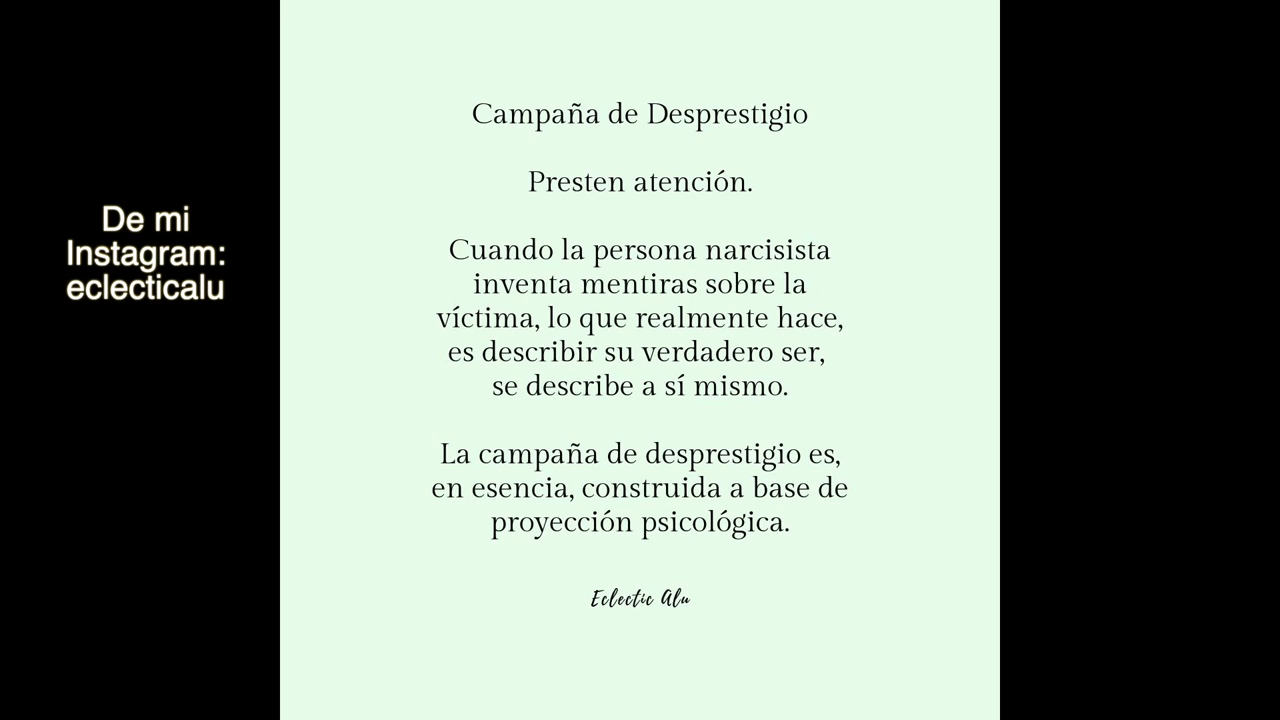 De mi
Instagram:
eclecticalu
Campaña de Desprestigio
Presten atención.
Cuando la persona narcisista
inventa mentiras sobre la
víctima, lo que realmente hace,
es describir su verdadero ser,
se describe a sí mismo.
La campaña de desprestigio es,
en esencia, construida a base de
proyección psicológica.
Eclectic Alu